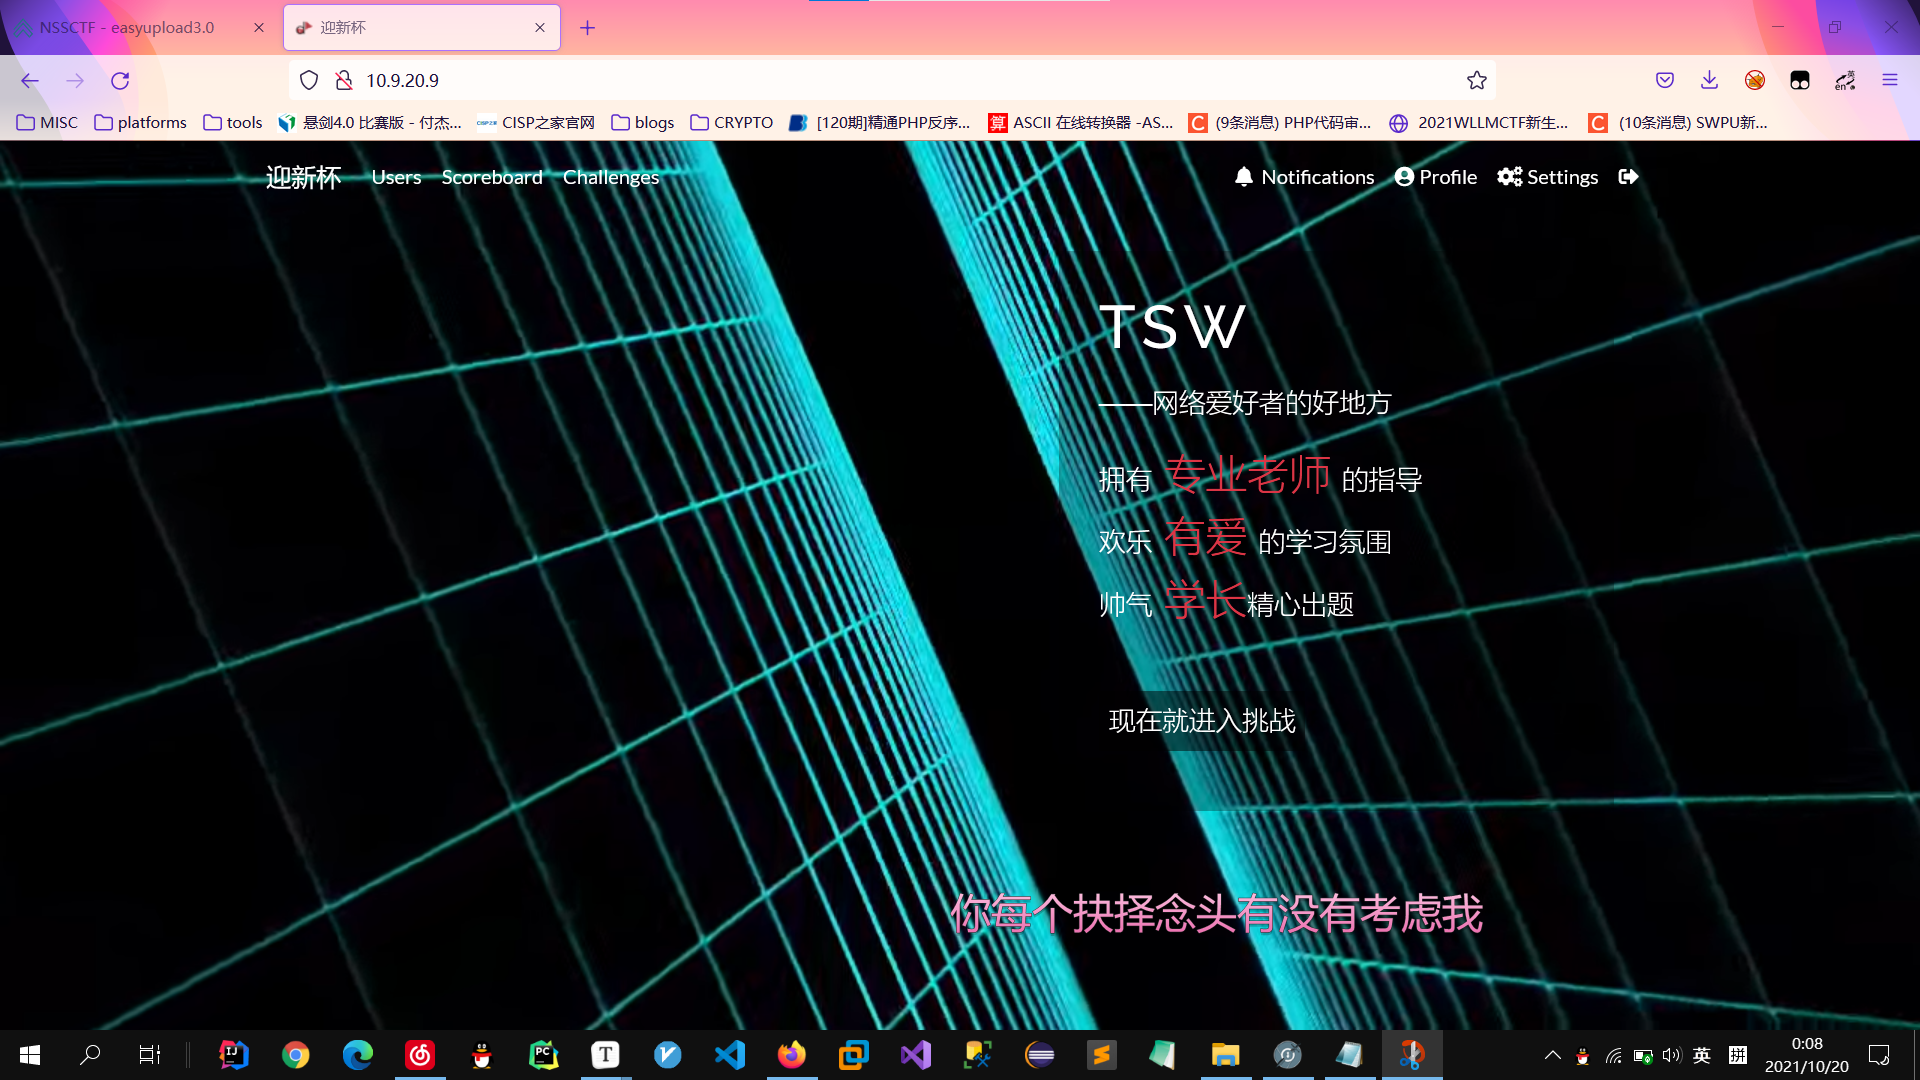 NSSCTF - easyupload3.0
迎新杯
10.9.20.9
MISC
platforms
tools
悬剑4.0 比赛版 - 付杰...
CISP之家官网
blogs
CRYPTO
[120期]精通PHP反序...
ASCII 在线转换器 -AS...
(9条消息) PHP代码审...
2021WLLMCTF新生...
(10条消息) SWPU新...
迎新杯 Users Scoreboard Challenges Notifications Profile Settings
TSW
——网络爱好者的好地方
拥有 专业老师 的指导
欢乐 有爱 的学习氛围
帅气 学长精心出题
现在就进入挑战
你每个抉择念头有没有考虑我
英 拼
0:08
2021/10/20